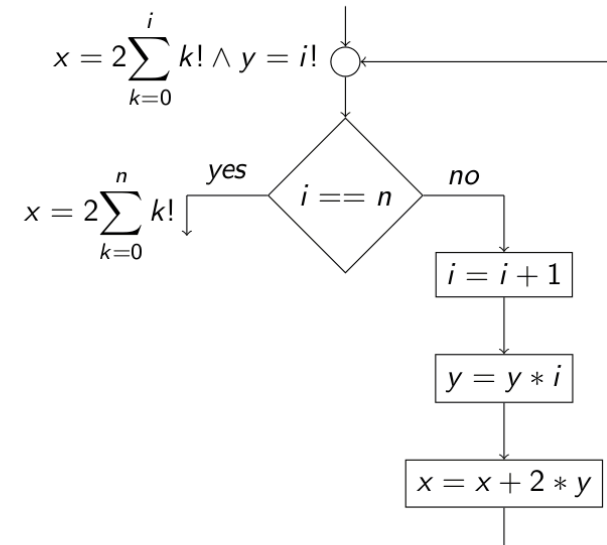 x = 2∑_{k=0}^{i} k! ∧ y = i!
yes
no
i == n
x = 2∑_{k=0}^{n} k!
i = i + 1
y = y * i
x = x + 2 * y